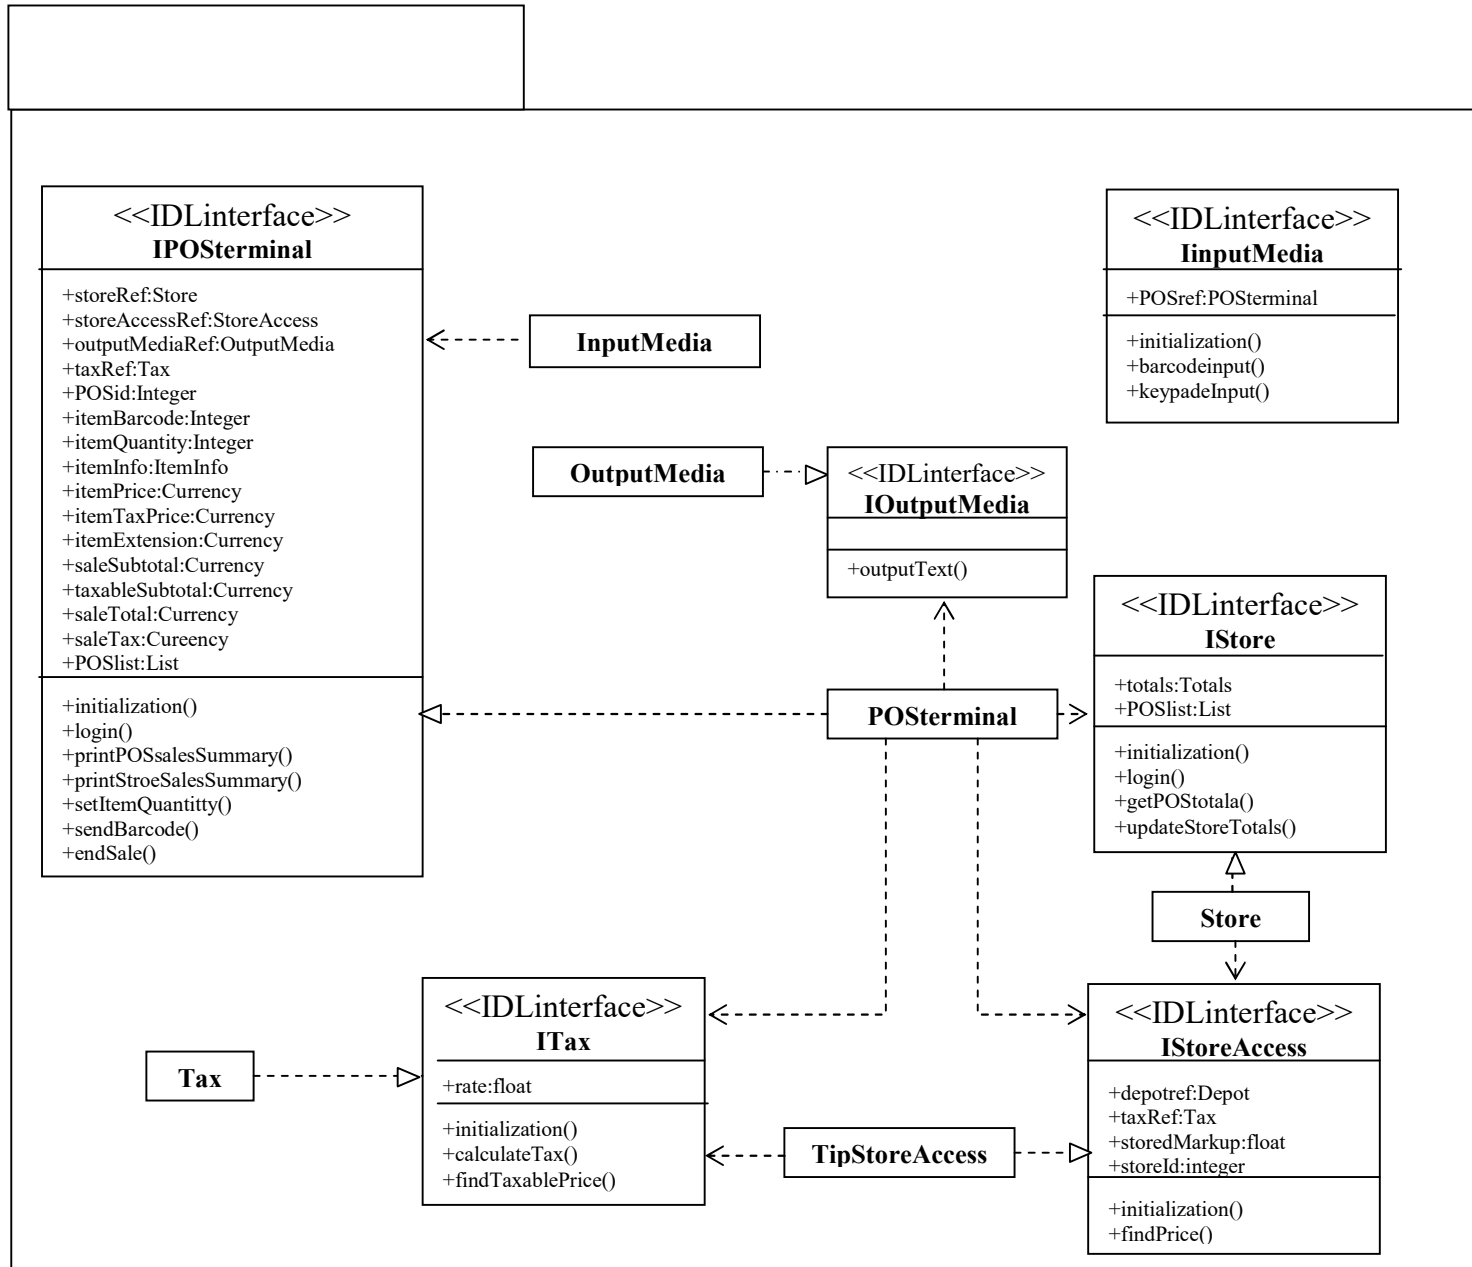 <<IDLinterface>>
IPOSterminal
+storeRef:Store
+storeAccessRef:StoreAccess
+outputMediaRef:OutputMedia
+taxRef:Tax
+POSid:Integer
+itemBarcode:Integer
+itemQuantity:Integer
+itemInfo:ItemInfo
+itemPrice:Currency
+itemTaxPrice:Currency
+itemExtension:Currency
+saleSubtotal:Currency
+taxableSubtotal:Currency
+saleTotal:Currency
+saleTax:Cureency
+POSlist:List
+initialization()
+login()
+printPOSsalesSummary()
+printStroeSalesSummary()
+setItemQuantitty()
+sendBarcode()
+endSale()
InputMedia
<<IDLinterface>>
IinputMedia
+POSref:POSterminal
+initialization()
+barcodeinput()
+keypadeInput()
OutputMedia
<<IDLinterface>>
IOutputMedia
+outputText()
POSterminal
<<IDLinterface>>
IStore
+totals:Totals
+POSlist:List
+initialization()
+login()
+getPOStotala()
+updateStoreTotals()
Store
Tax
<<IDLinterface>>
ITax
+rate:float
+initialization()
+calculateTax()
+findTaxablePrice()
TipStoreAccess
<<IDLinterface>>
IStoreAccess
+depotref:Depot
+taxRef:Tax
+storedMarkup:float
+storeId:integer
+initialization()
+findPrice()